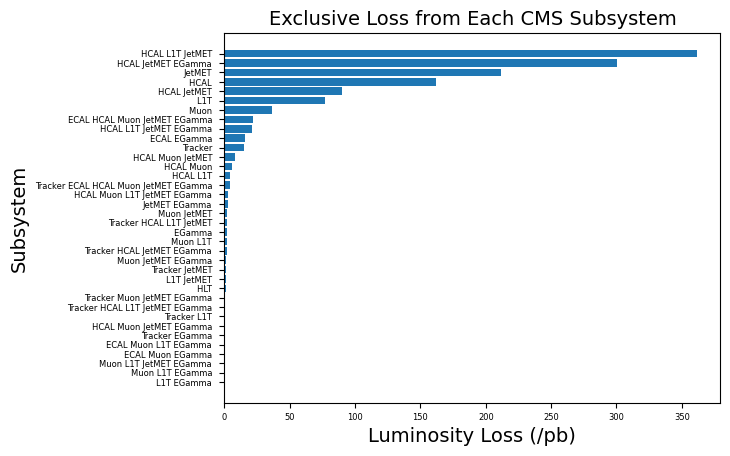 Exclusive Loss from Each CMS Subsystem
HCAL L1T JetMET
HCAL JetMET EGamma
JetMET
HCAL
HCAL JetMET
L1T
Muon
ECAL HCAL Muon JetMET EGamma
HCAL L1T JetMET EGamma
ECAL EGamma
Tracker
HCAL Muon JetMET
HCAL Muon
HCAL L1T
Tracker ECAL HCAL Muon JetMET EGamma
HCAL Muon L1T JetMET EGamma
JetMET EGamma
Muon JetMET
Tracker HCAL L1T JetMET
EGamma
Muon L1T
Tracker HCAL JetMET EGamma
Muon JetMET EGamma
Tracker JetMET
L1T JetMET
HLT
Tracker Muon JetMET EGamma
Tracker HCAL L1T JetMET EGamma
Tracker L1T
HCAL Muon JetMET EGamma
Tracker EGamma
ECAL Muon L1T EGamma
ECAL Muon EGamma
Muon L1T JetMET EGamma
Muon L1T EGamma
L1T EGamma
Subsystem
0 50 100 150 200 250 300 350
Luminosity Loss (/pb)